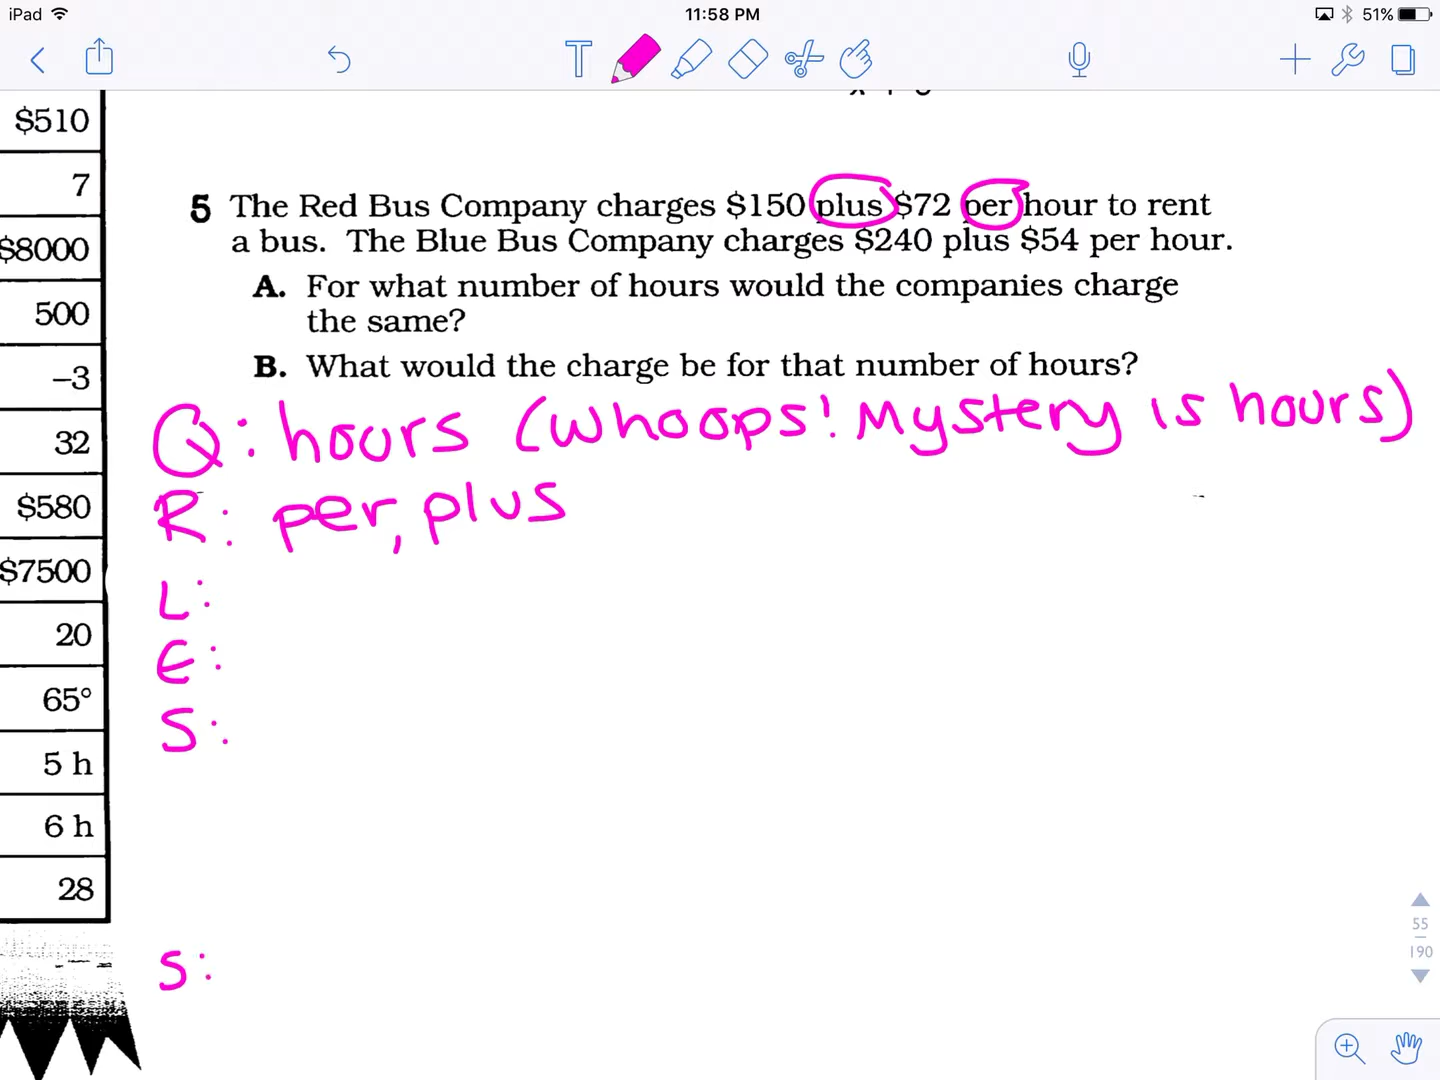 iPad
11:58 PM
51%
T
$510
7
$8000
500
–3
32
$580
$7500
20
65°
5 h
6 h
28
5 The Red Bus Company charges $150 plus $72 per hour to rent
a bus. The Blue Bus Company charges $240 plus $54 per hour.
A. For what number of hours would the companies charge
the same?
B. What would the charge be for that number of hours?
Q: hours (whoops! Mystery is hours)
R: per, plus
L:
E:
S:
S:
55
190